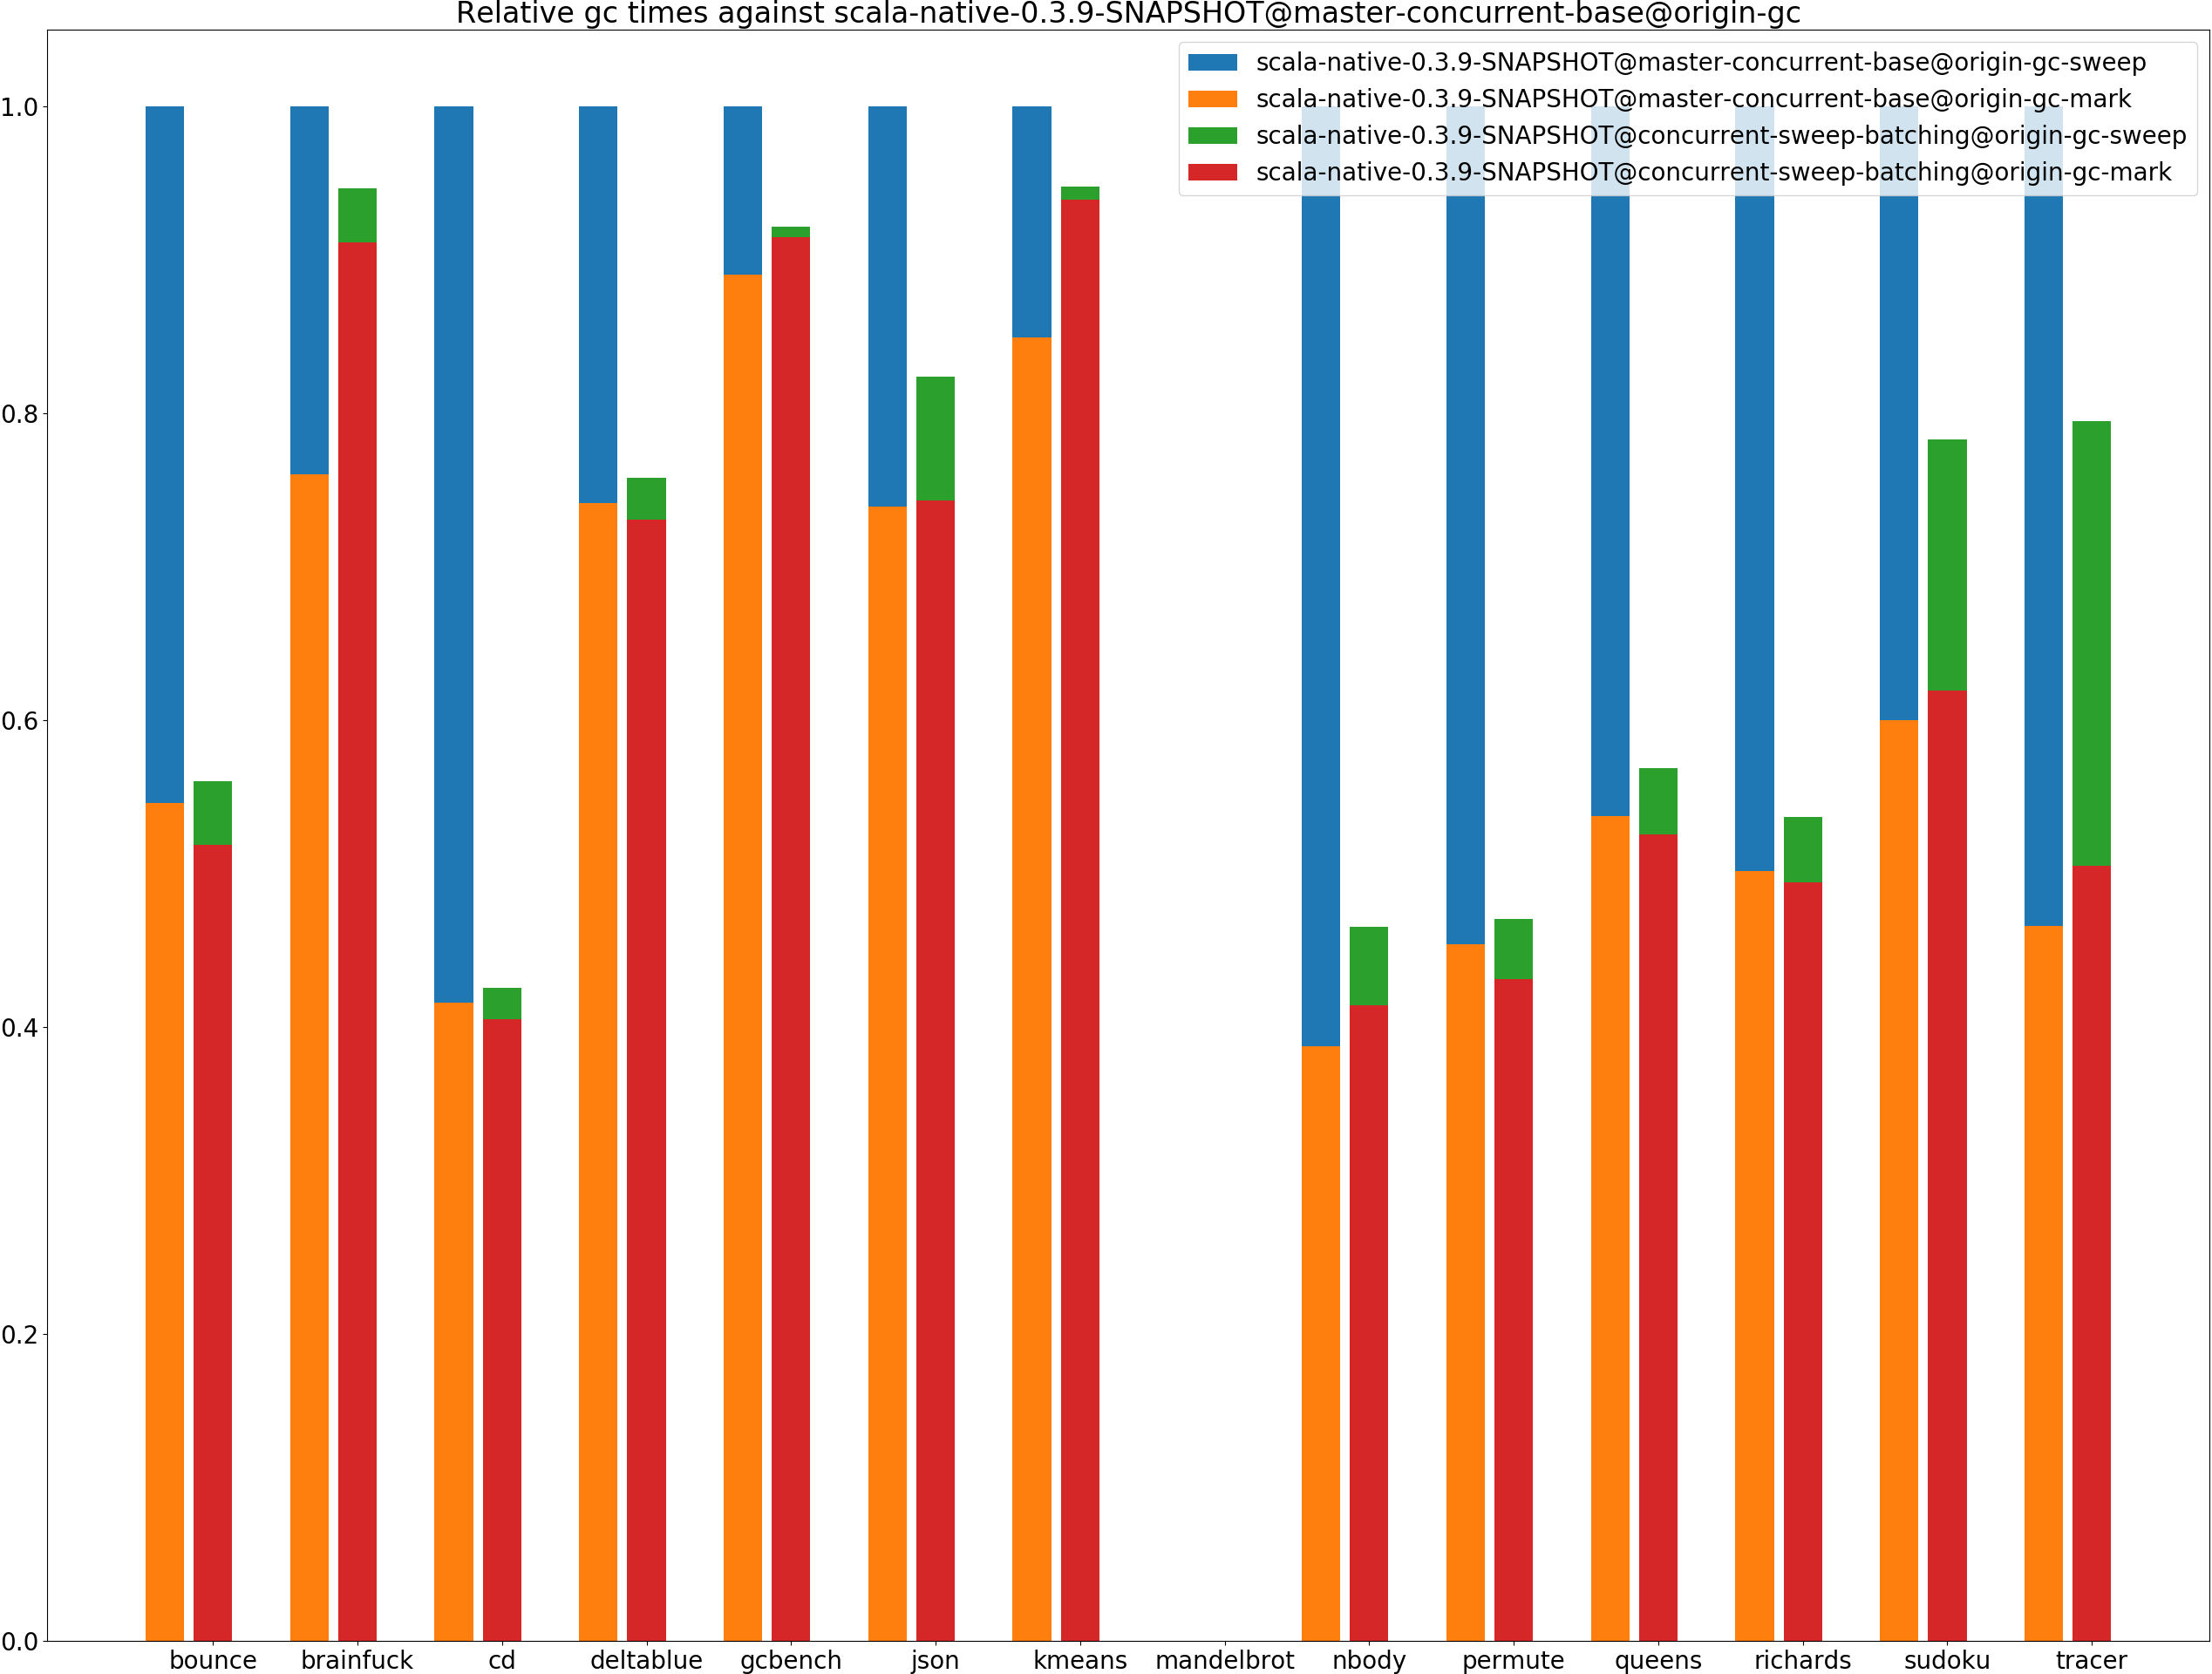 Relative gc times against scala-native-0.3.9-SNAPSHOT@master-concurrent-base@origin-gc
scala-native-0.3.9-SNAPSHOT@master-concurrent-base@origin-gc-sweep
scala-native-0.3.9-SNAPSHOT@master-concurrent-base@origin-gc-mark
scala-native-0.3.9-SNAPSHOT@concurrent-sweep-batching@origin-gc-sweep
scala-native-0.3.9-SNAPSHOT@concurrent-sweep-batching@origin-gc-mark
1.0
0.8
0.6
0.4
0.2
0.0
bounce brainfuck cd deltablue gcbench json kmeans mandelbrot nbody permute queens richards sudoku tracer